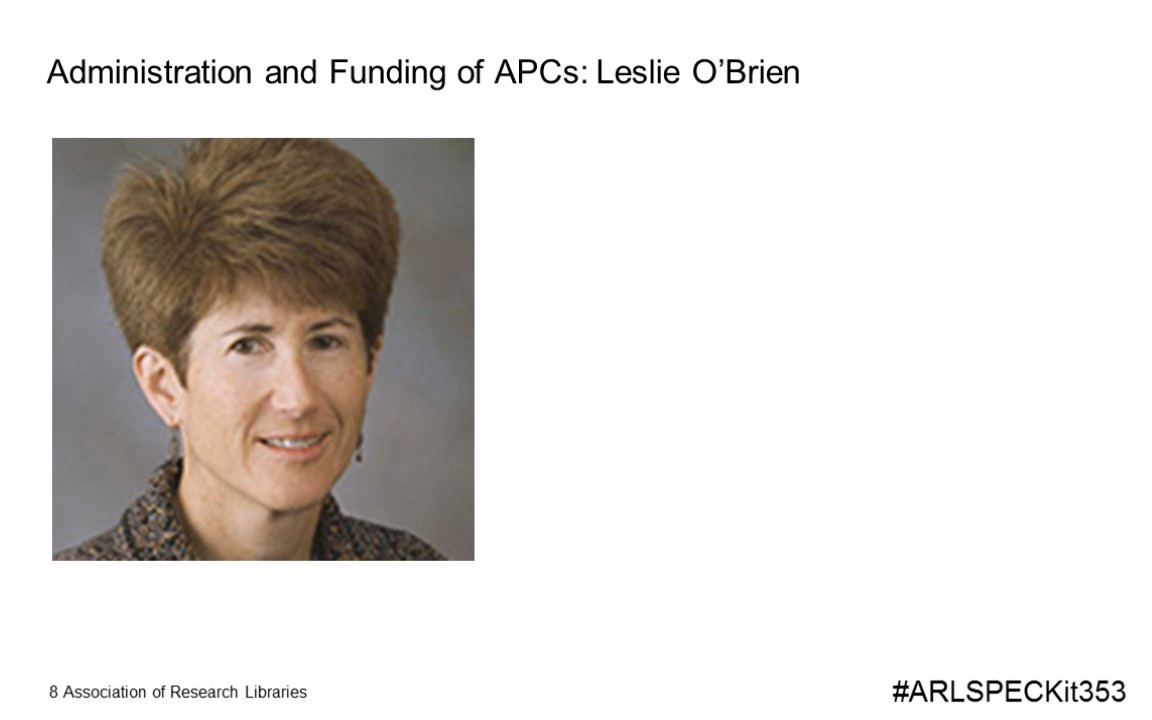 Administration and Funding of APCs: Leslie O’Brien
8 Association of Research Libraries
#ARLSPECKit353